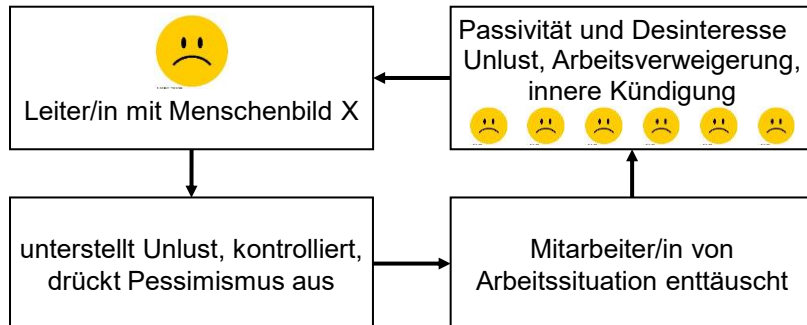 Leiter/in mit Menschenbild X
Passivität und Desinteresse
Unlust, Arbeitsverweigerung,
innere Kündigung
unterstellt Unlust, kontrolliert,
drückt Pessimismus aus
Mitarbeiter/in von
Arbeitssituation enttäuscht